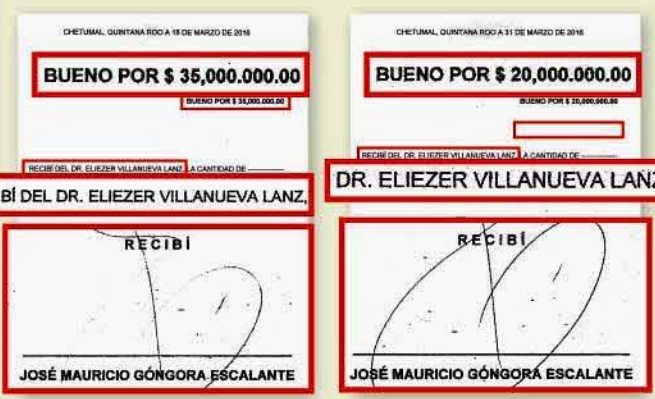 CHETUMAL, QUINTANA ROO A 15 DE MARZO DE 2016
BUENO POR $ 35,000.000.00
BUENO POR $ 35,000.000.00
RECIBÍ DEL DR. ELIEZER VILLANUEVA LANZ, LA CANTIDAD DE
BÍ DEL DR. ELIEZER VILLANUEVA LANZ,
RECIBÍ
JOSÉ MAURICIO GÓNGORA ESCALANTE
CHETUMAL, QUINTANA ROO A 31 DE MARZO DE 2016
BUENO POR $ 20,000.000.00
BUENO POR $ 20,000,000.00
RECIBÍ DEL DR. ELIEZER VILLANUEVA LANZ, LA CANTIDAD DE
DR. ELIEZER VILLANUEVA LANZ
RECIBÍ
JOSÉ MAURICIO GÓNGORA ESCALANTE